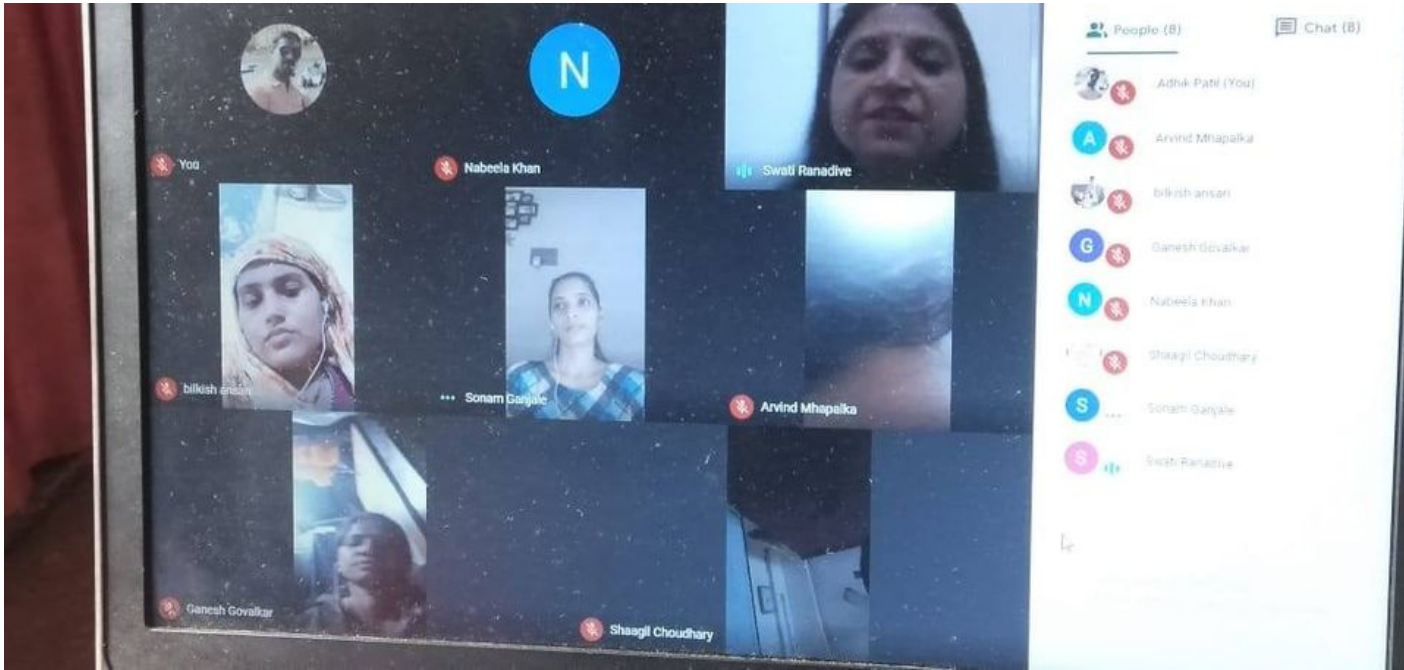 N
You
Nabeela Khan
Swati Ranadive
bilkish ansari
Sonam Ganjale
Arvind Mhapalka
Ganesh Govalkar
Shaagil Choudhary
People (8)
Chat (8)
Adhik Patil (You)
A
Arvind Mhapalka
bilkish ansari
G
Ganesh Govalkar
N
Nabeela Khan
Shaagil Choudhary
S
Sonam Ganjale
S
Swati Ranadive